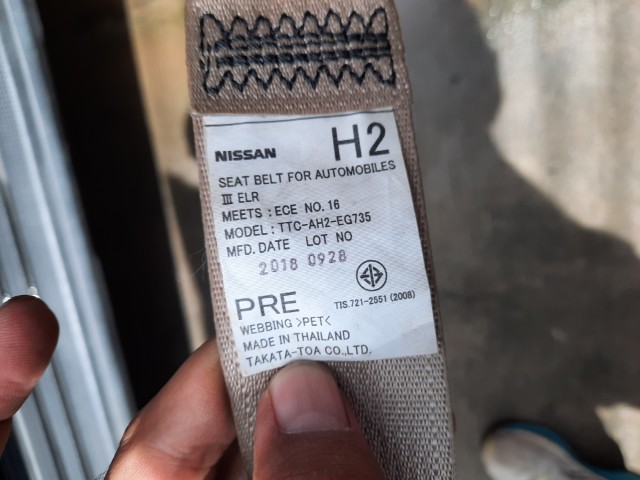 NISSAN H2
SEAT BELT FOR AUTOMOBILES
III ELR
MEETS : ECE NO. 16
MODEL : TTC-AH2-EG735
MFD. DATE LOT NO
2018 0928
PRE
TIS.721-2551 (2008)
WEBBING >PET<
MADE IN THAILAND
TAKATA-TOA CO.,LTD.